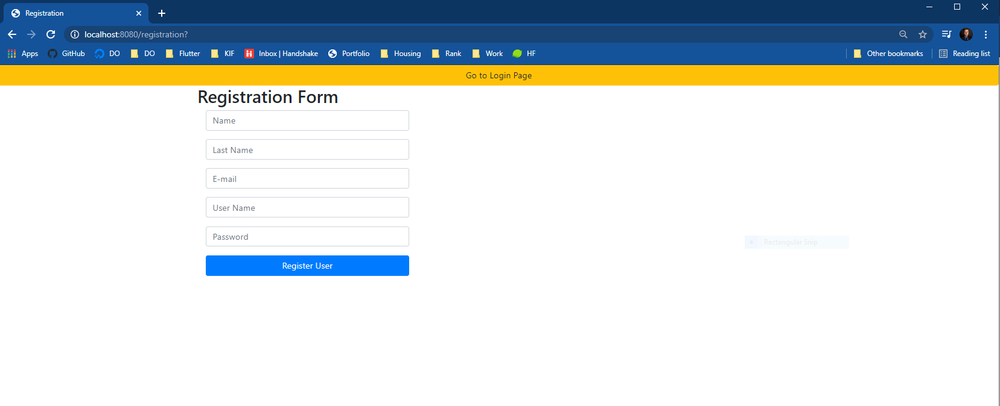 Registration
localhost:8080/registration?
Apps GitHub DO DO Flutter KIF Inbox | Handshake Portfolio Housing Rank Work HF Other bookmarks Reading list
Go to Login Page
Registration Form
Name
Last Name
E-mail
User Name
Password
Rectangular Snip
Register User